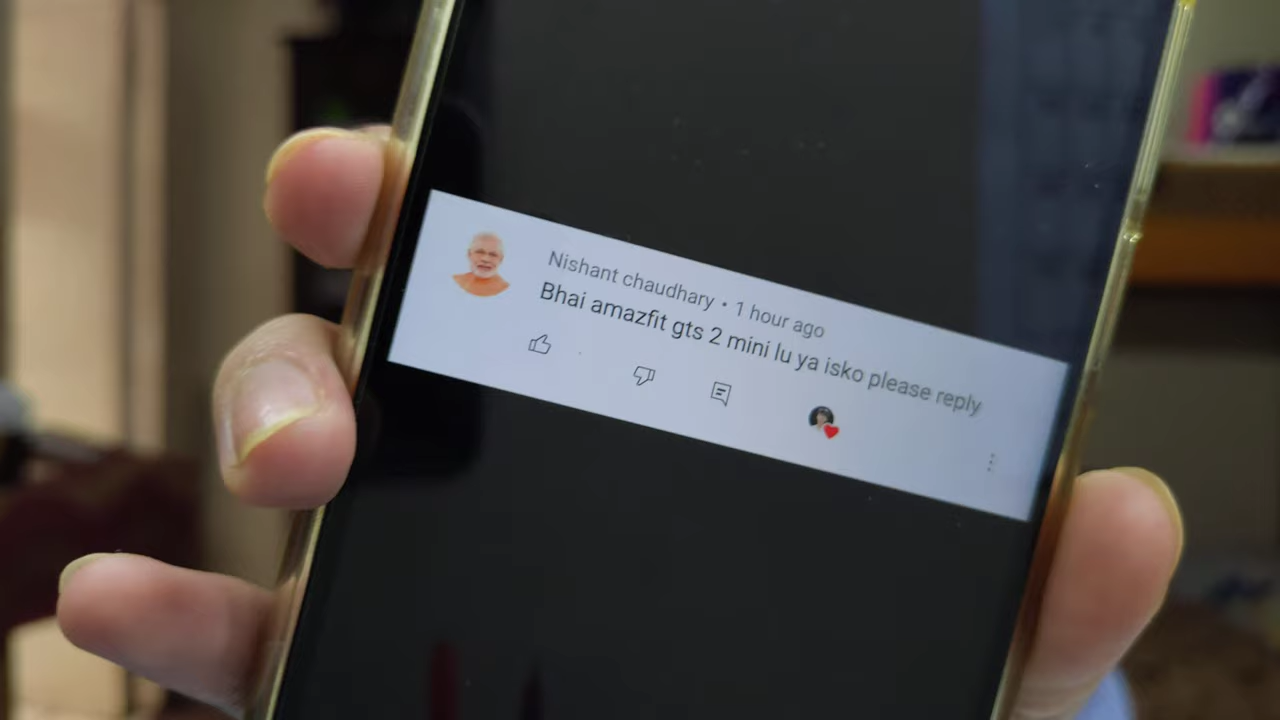 Nishant chaudhary • 1 hour ago
Bhai amazfit gts 2 mini lu ya isko please reply